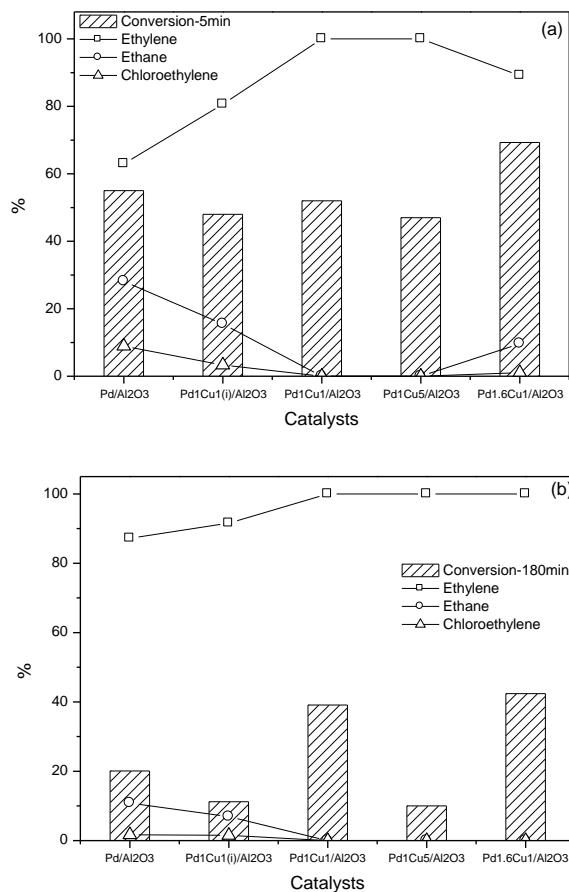 (a)
Conversion-5min
Ethylene
Ethane
Chloroethylene
100
80
60
40
20
0
%
Pd/Al2O3 Pd1Cu1(i)/Al2O3 Pd1Cu1/Al2O3 Pd1Cu5/Al2O3 Pd1.6Cu1/Al2O3
Catalysts
(b)
100
80
60
40
20
0
%
Conversion-180min
Ethylene
Ethane
Chloroethylene
Pd/Al2O3 Pd1Cu1(i)/Al2O3 Pd1Cu1/Al2O3 Pd1Cu5/Al2O3 Pd1.6Cu1/Al2O3
Catalysts